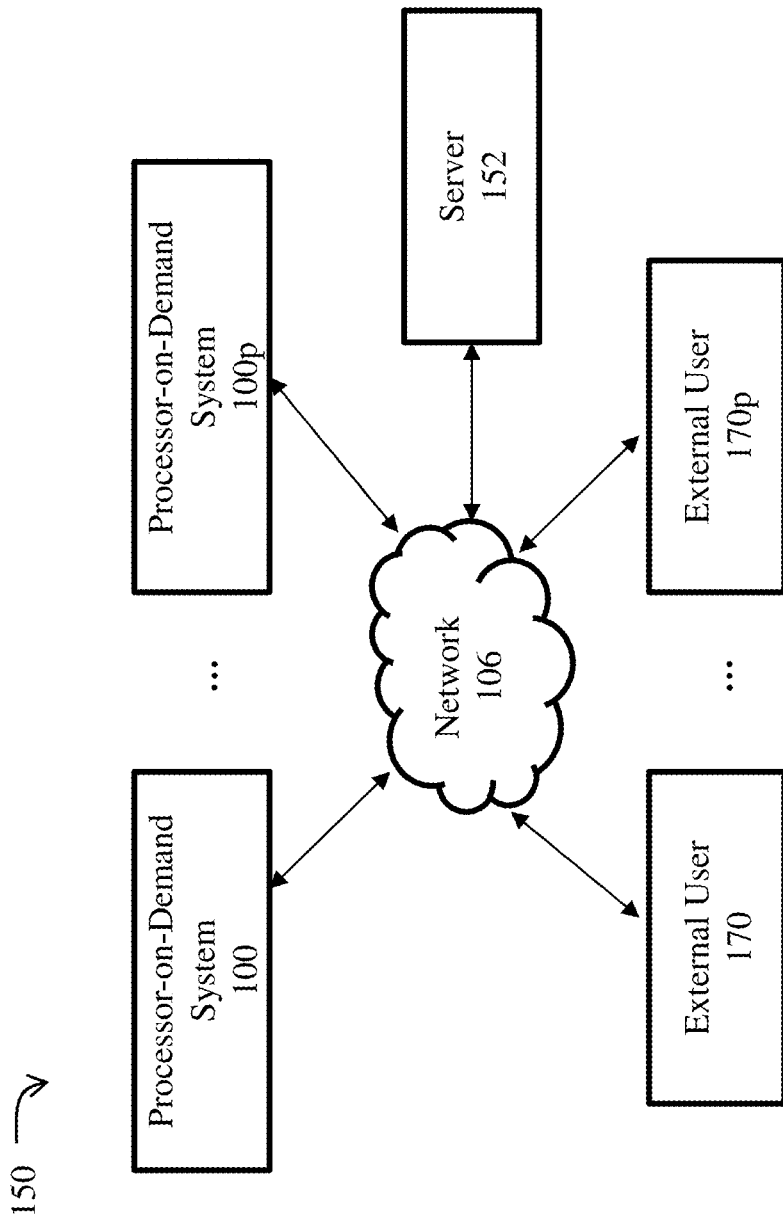 150
Processor-on-Demand
System
100
...
Processor-on-Demand
System
100p
Network
106
Server
152
External User
170
...
External User
170p